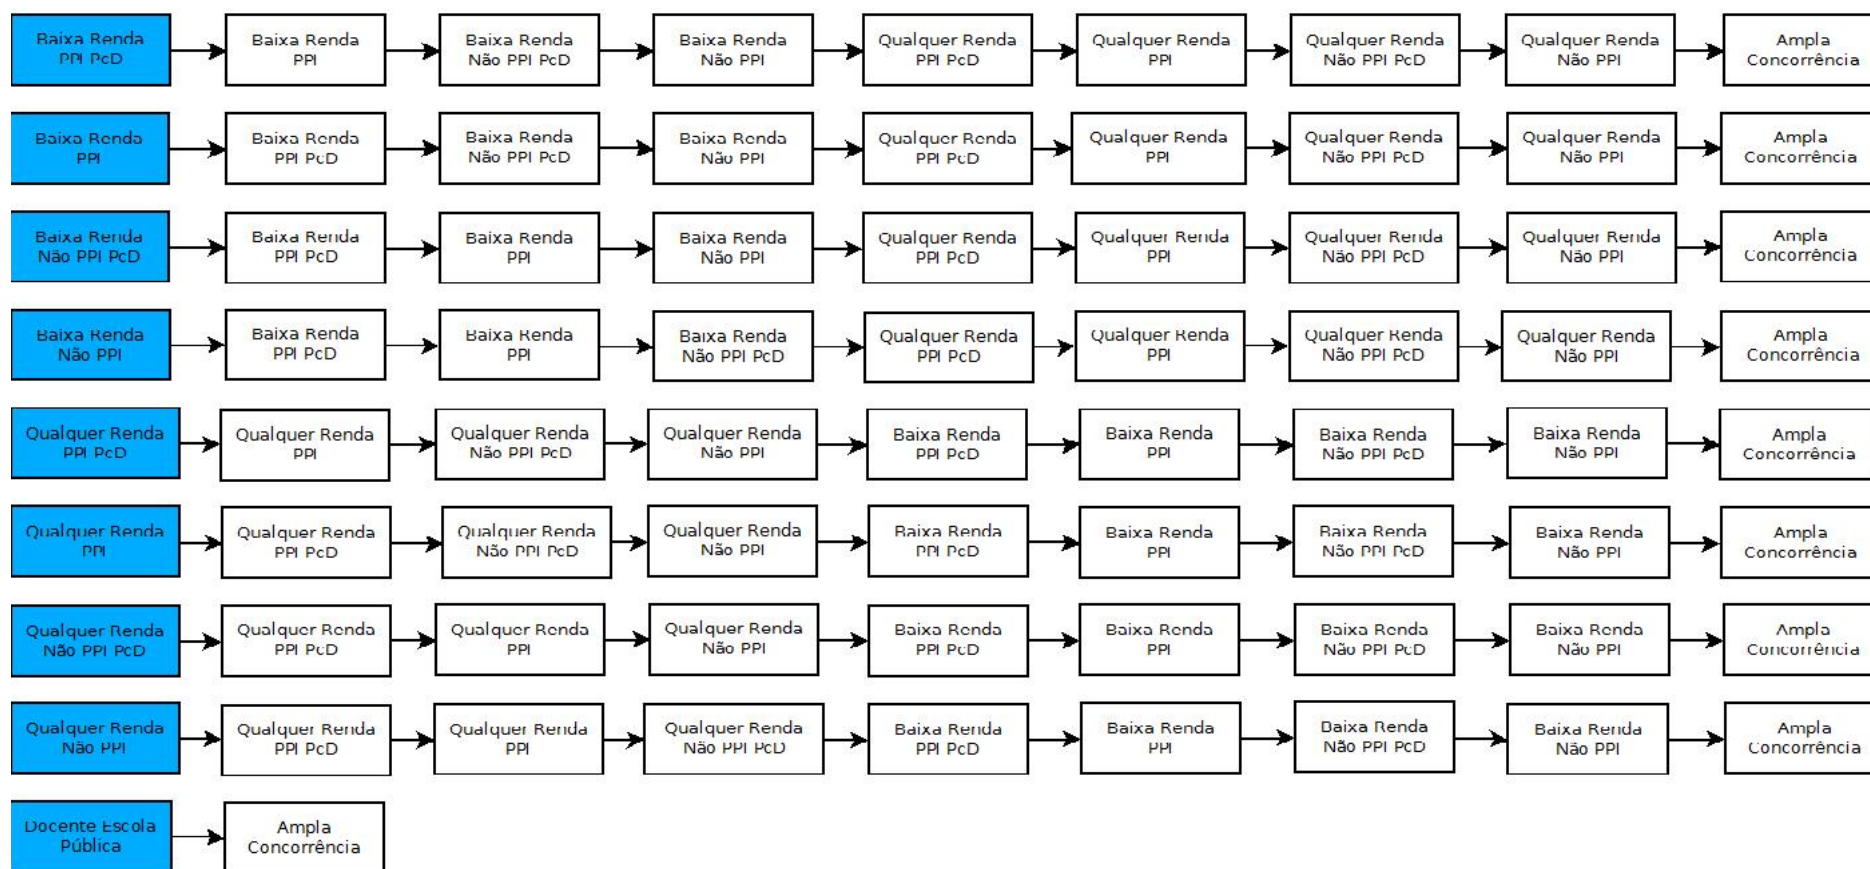 Baixa Renda
PPI PcD
Baixa Renda
PPI
Baixa Renda
Não PPI PcD
Baixa Renda
Não PPI
Qualquer Renda
PPI PcD
Qualquer Renda
PPI
Qualquer Renda
Não PPI PcD
Qualquer Renda
Não PPI
Ampla
Concorrência
Baixa Renda
PPI
Baixa Renda
PPI PcD
Baixa Renda
Não PPI PcD
Baixa Renda
Não PPI
Qualquer Renda
PPI PcD
Qualquer Renda
PPI
Qualquer Renda
Não PPI PcD
Qualquer Renda
Não PPI
Ampla
Concorrência
Baixa Renda
Não PPI PcD
Baixa Renda
PPI PcD
Baixa Renda
PPI
Baixa Renda
Não PPI
Qualquer Renda
PPI PcD
Qualquer Renda
PPI
Qualquer Renda
Não PPI PcD
Qualquer Renda
Não PPI
Ampla
Concorrência
Baixa Renda
Não PPI
Baixa Renda
PPI PcD
Baixa Renda
PPI
Baixa Renda
Não PPI PcD
Qualquer Renda
PPI PcD
Qualquer Renda
PPI
Qualquer Renda
Não PPI PcD
Qualquer Renda
Não PPI
Ampla
Concorrência
Qualquer Renda
PPI PcD
Qualquer Renda
PPI
Qualquer Renda
Não PPI PcD
Qualquer Renda
Não PPI
Baixa Renda
PPI PcD
Baixa Renda
PPI
Baixa Renda
Não PPI PcD
Baixa Renda
Não PPI
Ampla
Concorrência
Qualquer Renda
PPI
Qualquer Renda
PPI PcD
Qualquer Renda
Não PPI PcD
Qualquer Renda
Não PPI
Baixa Renda
PPI PcD
Baixa Renda
PPI
Baixa Renda
Não PPI PcD
Baixa Renda
Não PPI
Ampla
Concorrência
Qualquer Renda
Não PPI PcD
Qualquer Renda
PPI PcD
Qualquer Renda
PPI
Qualquer Renda
Não PPI
Baixa Renda
PPI PcD
Baixa Renda
PPI
Baixa Renda
Não PPI PcD
Baixa Renda
Não PPI
Ampla
Concorrência
Qualquer Renda
Não PPI
Qualquer Renda
PPI PcD
Qualquer Renda
PPI
Qualquer Renda
Não PPI PcD
Baixa Renda
PPI PcD
Baixa Renda
PPI
Baixa Renda
Não PPI PcD
Baixa Renda
Não PPI
Ampla
Concorrência
Docente Escola
Pública
Ampla
Concorrência